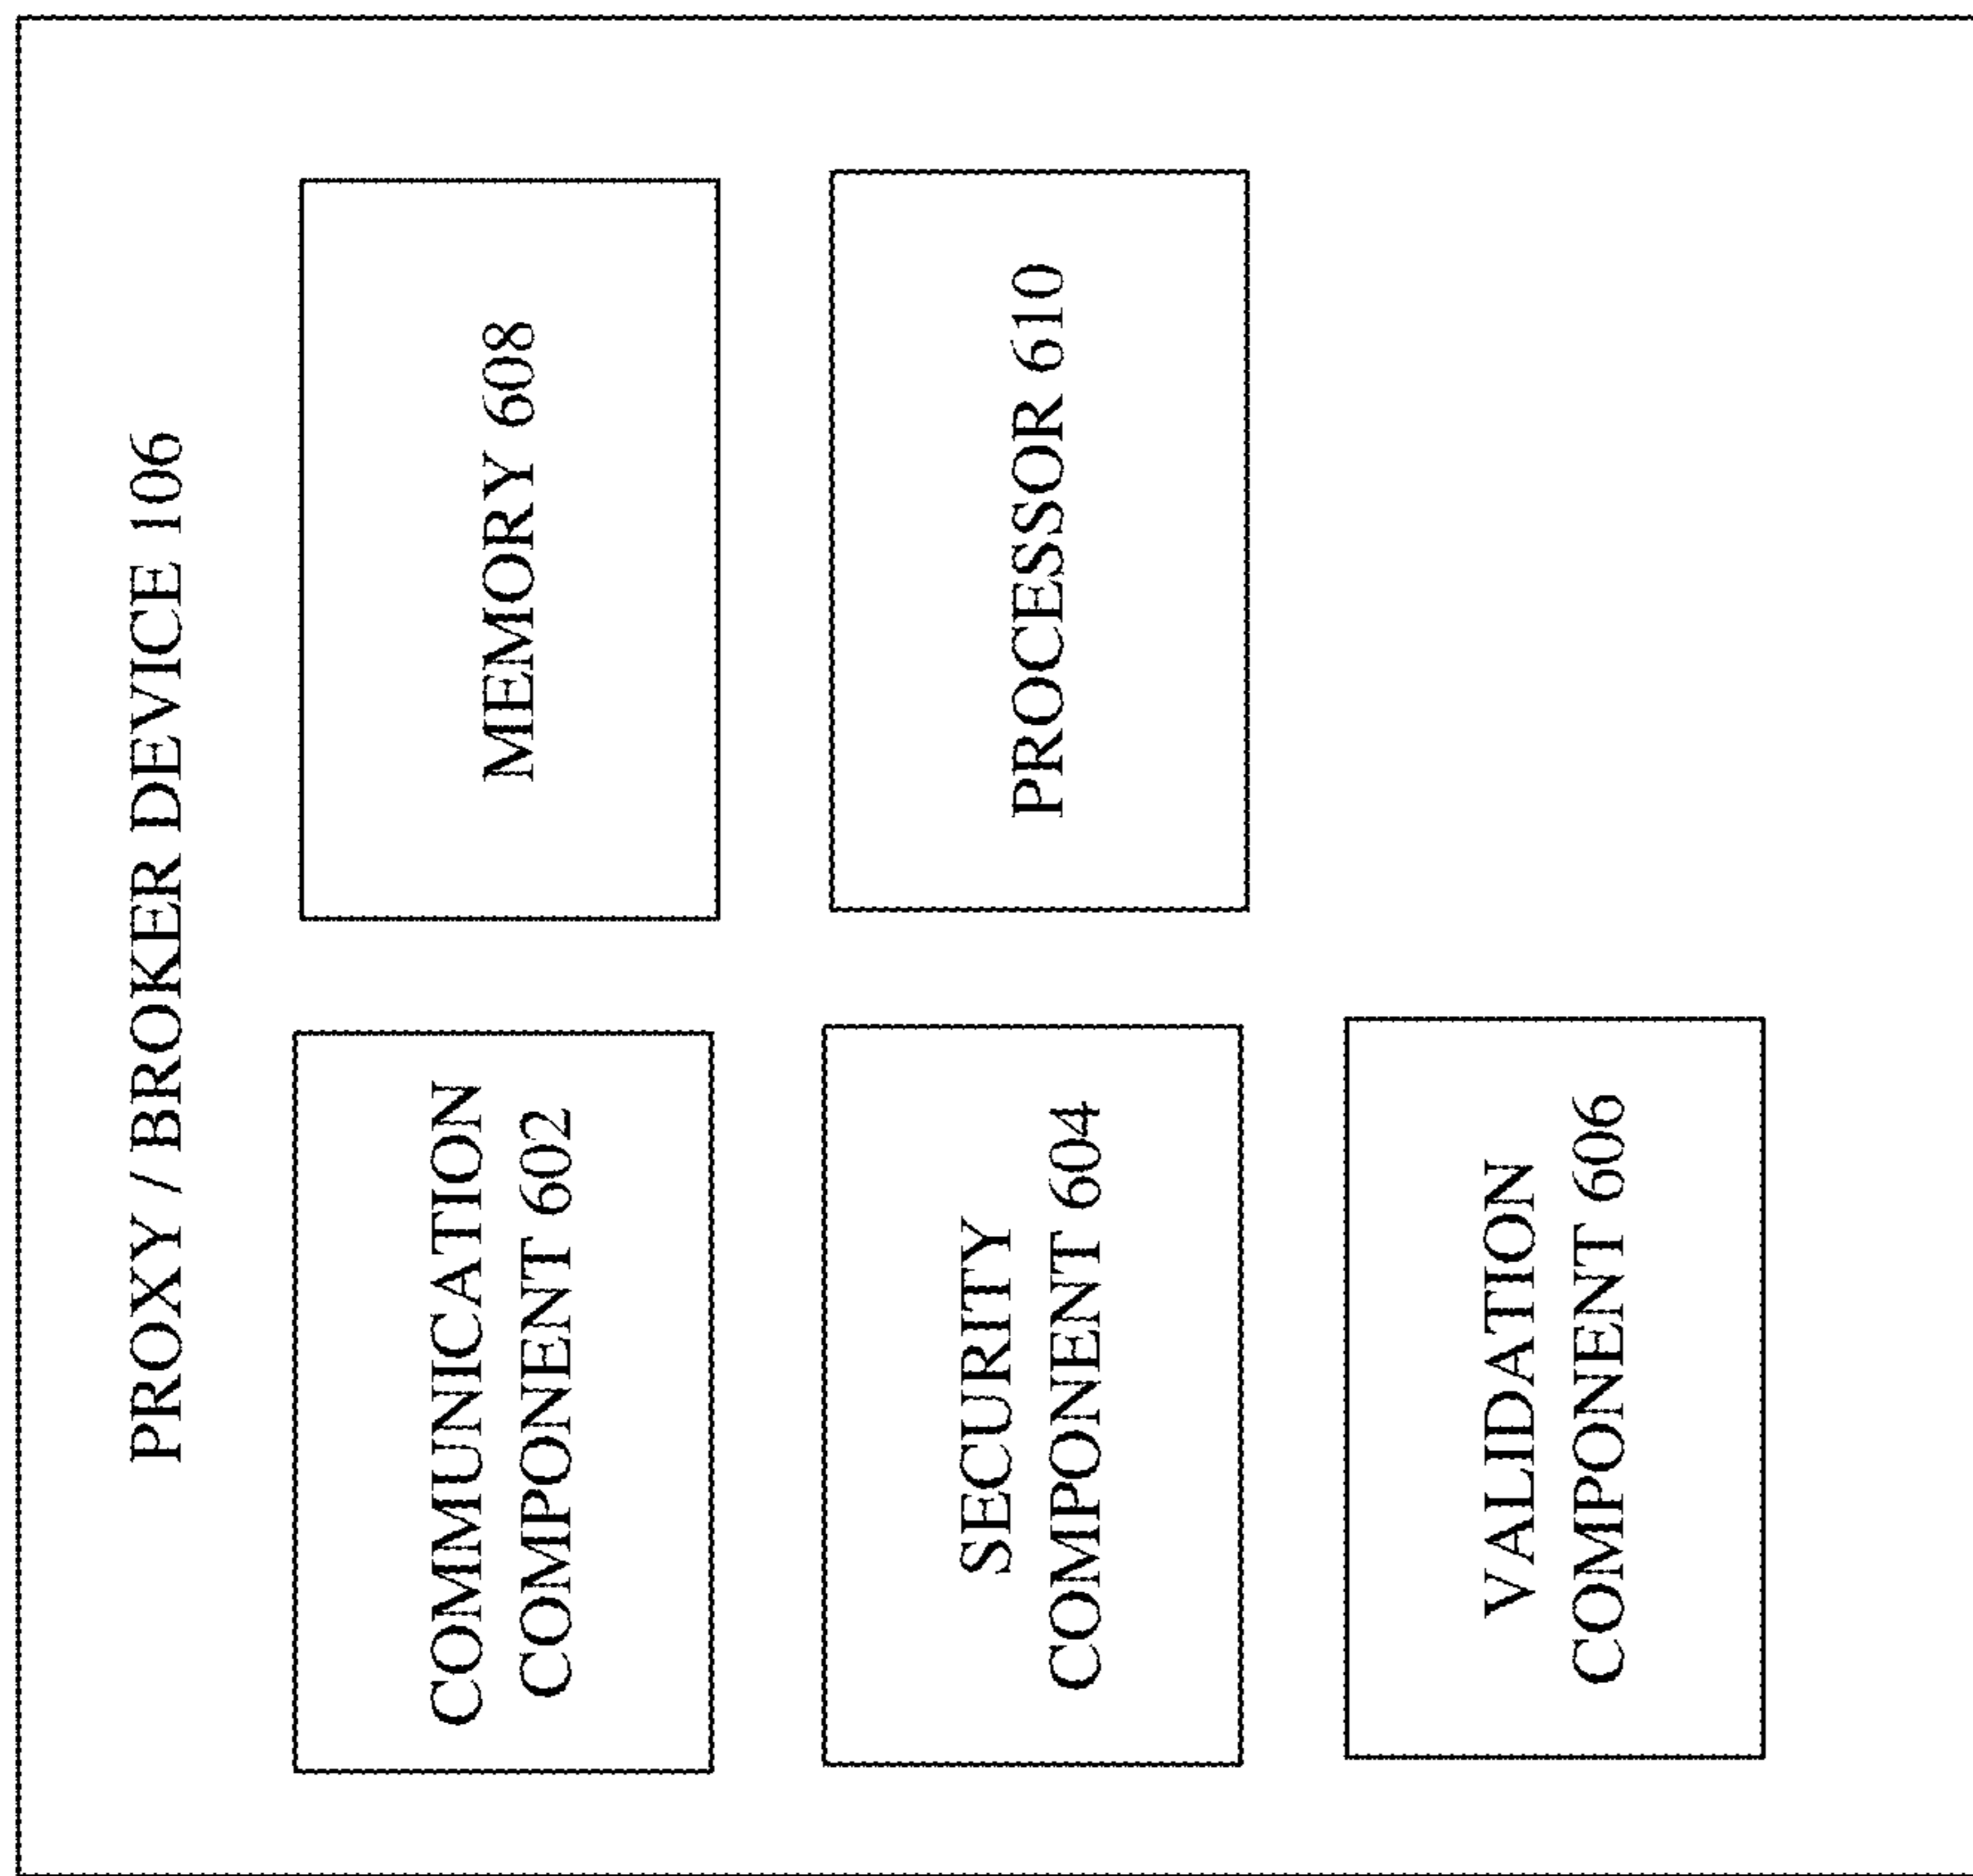 PROXY / BROKER DEVICE 106
COMMUNICATION
COMPONENT 602
SECURITY
COMPONENT 604
VALIDATION
COMPONENT 606
MEMORY 608
PROCESSOR 610